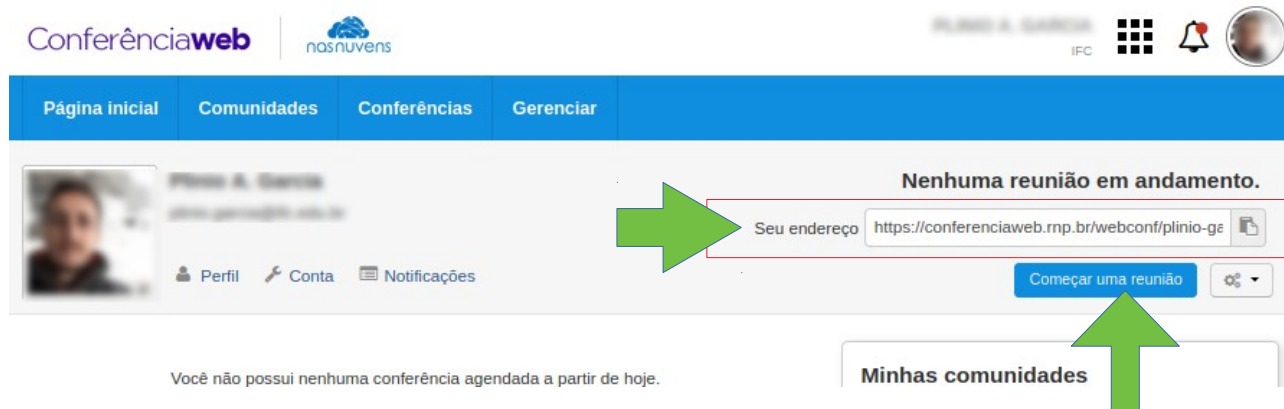 Conferênciaweb
nasnuvens
IFC
Página inicial Comunidades Conferências Gerenciar
Nenhuma reunião em andamento.
Seu endereço https://conferenciaweb.rnp.br/webconf/plinio-ga
Perfil Conta Notificações
Começar uma reunião
Você não possui nenhuma conferência agendada a partir de hoje.
Minhas comunidades